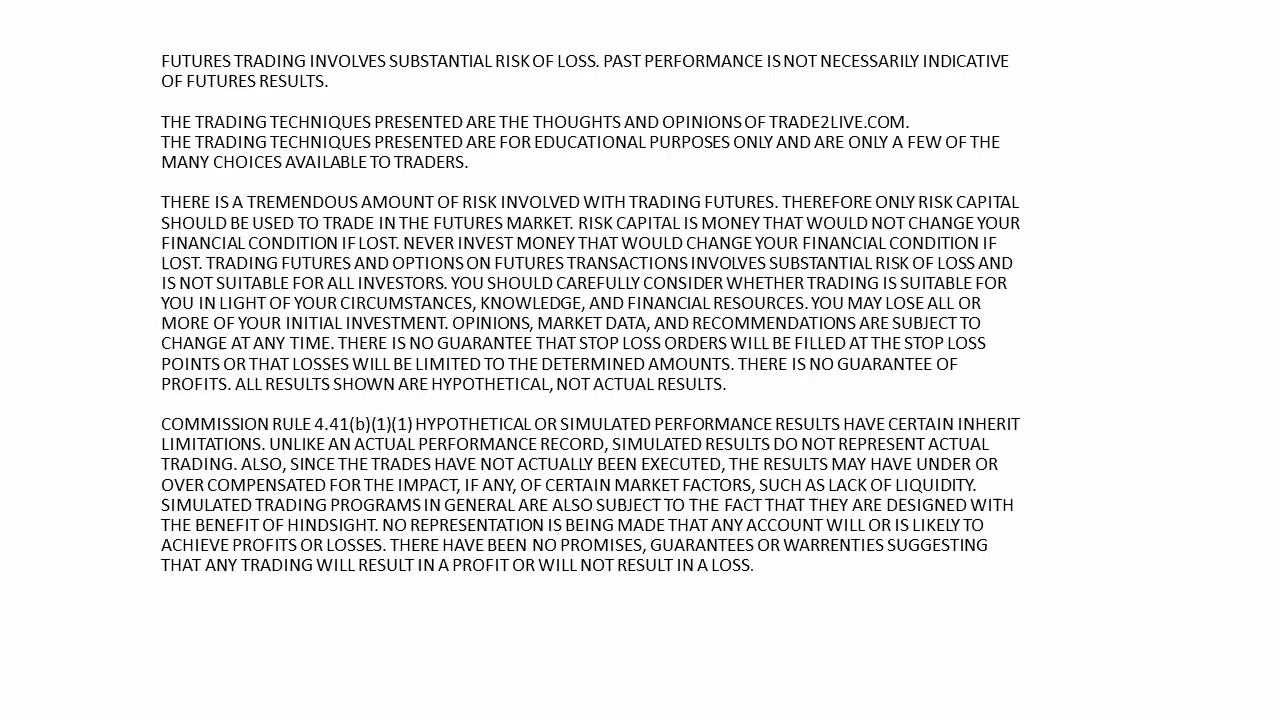 FUTURES TRADING INVOLVES SUBSTANTIAL RISK OF LOSS. PAST PERFORMANCE IS NOT NECESSARILY INDICATIVE
OF FUTURES RESULTS.
THE TRADING TECHNIQUES PRESENTED ARE THE THOUGHTS AND OPINIONS OF TRADE2LIVE.COM.
THE TRADING TECHNIQUES PRESENTED ARE FOR EDUCATIONAL PURPOSES ONLY AND ARE ONLY A FEW OF THE
MANY CHOICES AVAILABLE TO TRADERS.
THERE IS A TREMENDOUS AMOUNT OF RISK INVOLVED WITH TRADING FUTURES. THEREFORE ONLY RISK CAPITAL
SHOULD BE USED TO TRADE IN THE FUTURES MARKET. RISK CAPITAL IS MONEY THAT WOULD NOT CHANGE YOUR
FINANCIAL CONDITION IF LOST. NEVER INVEST MONEY THAT WOULD CHANGE YOUR FINANCIAL CONDITION IF
LOST. TRADING FUTURES AND OPTIONS ON FUTURES TRANSACTIONS INVOLVES SUBSTANTIAL RISK OF LOSS AND
IS NOT SUITABLE FOR ALL INVESTORS. YOU SHOULD CAREFULLY CONSIDER WHETHER TRADING IS SUITABLE FOR
YOU IN LIGHT OF YOUR CIRCUMSTANCES, KNOWLEDGE, AND FINANCIAL RESOURCES. YOU MAY LOSE ALL OR
MORE OF YOUR INITIAL INVESTMENT. OPINIONS, MARKET DATA, AND RECOMMENDATIONS ARE SUBJECT TO
CHANGE AT ANY TIME. THERE IS NO GUARANTEE THAT STOP LOSS ORDERS WILL BE FILLED AT THE STOP LOSS
POINTS OR THAT LOSSES WILL BE LIMITED TO THE DETERMINED AMOUNTS. THERE IS NO GUARANTEE OF
PROFITS. ALL RESULTS SHOWN ARE HYPOTHETICAL, NOT ACTUAL RESULTS.
COMMISSION RULE 4.41(b)(1)(1) HYPOTHETICAL OR SIMULATED PERFORMANCE RESULTS HAVE CERTAIN INHERIT
LIMITATIONS. UNLIKE AN ACTUAL PERFORMANCE RECORD, SIMULATED RESULTS DO NOT REPRESENT ACTUAL
TRADING. ALSO, SINCE THE TRADES HAVE NOT ACTUALLY BEEN EXECUTED, THE RESULTS MAY HAVE UNDER OR
OVER COMPENSATED FOR THE IMPACT, IF ANY, OF CERTAIN MARKET FACTORS, SUCH AS LACK OF LIQUIDITY.
SIMULATED TRADING PROGRAMS IN GENERAL ARE ALSO SUBJECT TO THE FACT THAT THEY ARE DESIGNED WITH
THE BENEFIT OF HINDSIGHT. NO REPRESENTATION IS BEING MADE THAT ANY ACCOUNT WILL OR IS LIKELY TO
ACHIEVE PROFITS OR LOSSES. THERE HAVE BEEN NO PROMISES, GUARANTEES OR WARRENTIES SUGGESTING
THAT ANY TRADING WILL RESULT IN A PROFIT OR WILL NOT RESULT IN A LOSS.